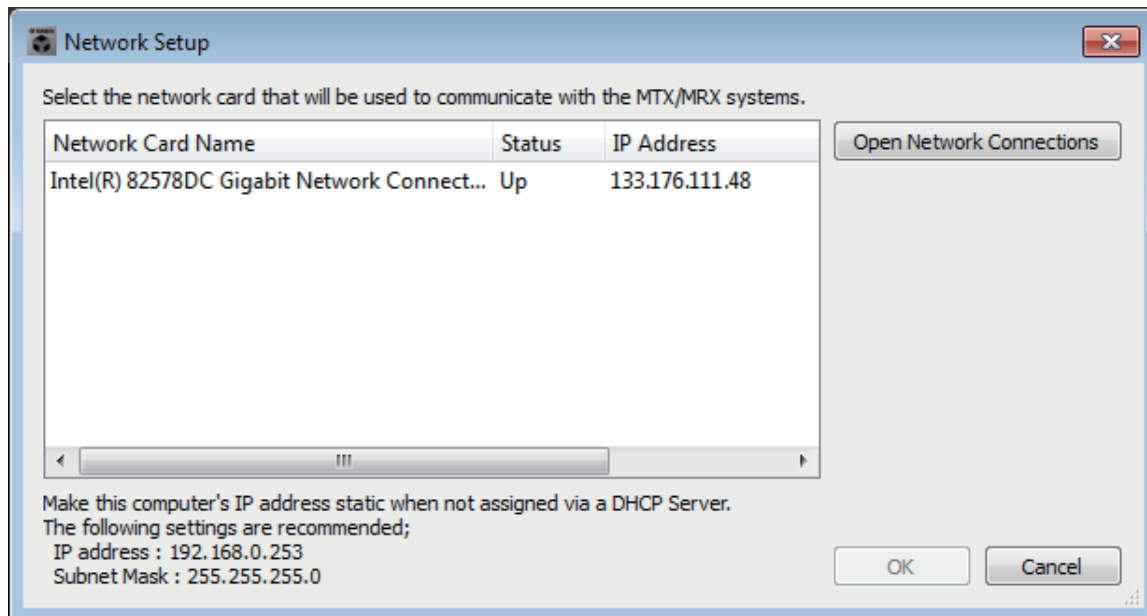 Network Setup
Select the network card that will be used to communicate with the MTX/MRX systems.
Network Card Name Status IP Address
Open Network Connections
Intel(R) 82578DC Gigabit Network Connect... Up 133.176.111.48
Make this computer's IP address static when not assigned via a DHCP Server.
The following settings are recommended;
IP address : 192.168.0.253
Subnet Mask : 255.255.255.0
OK Cancel